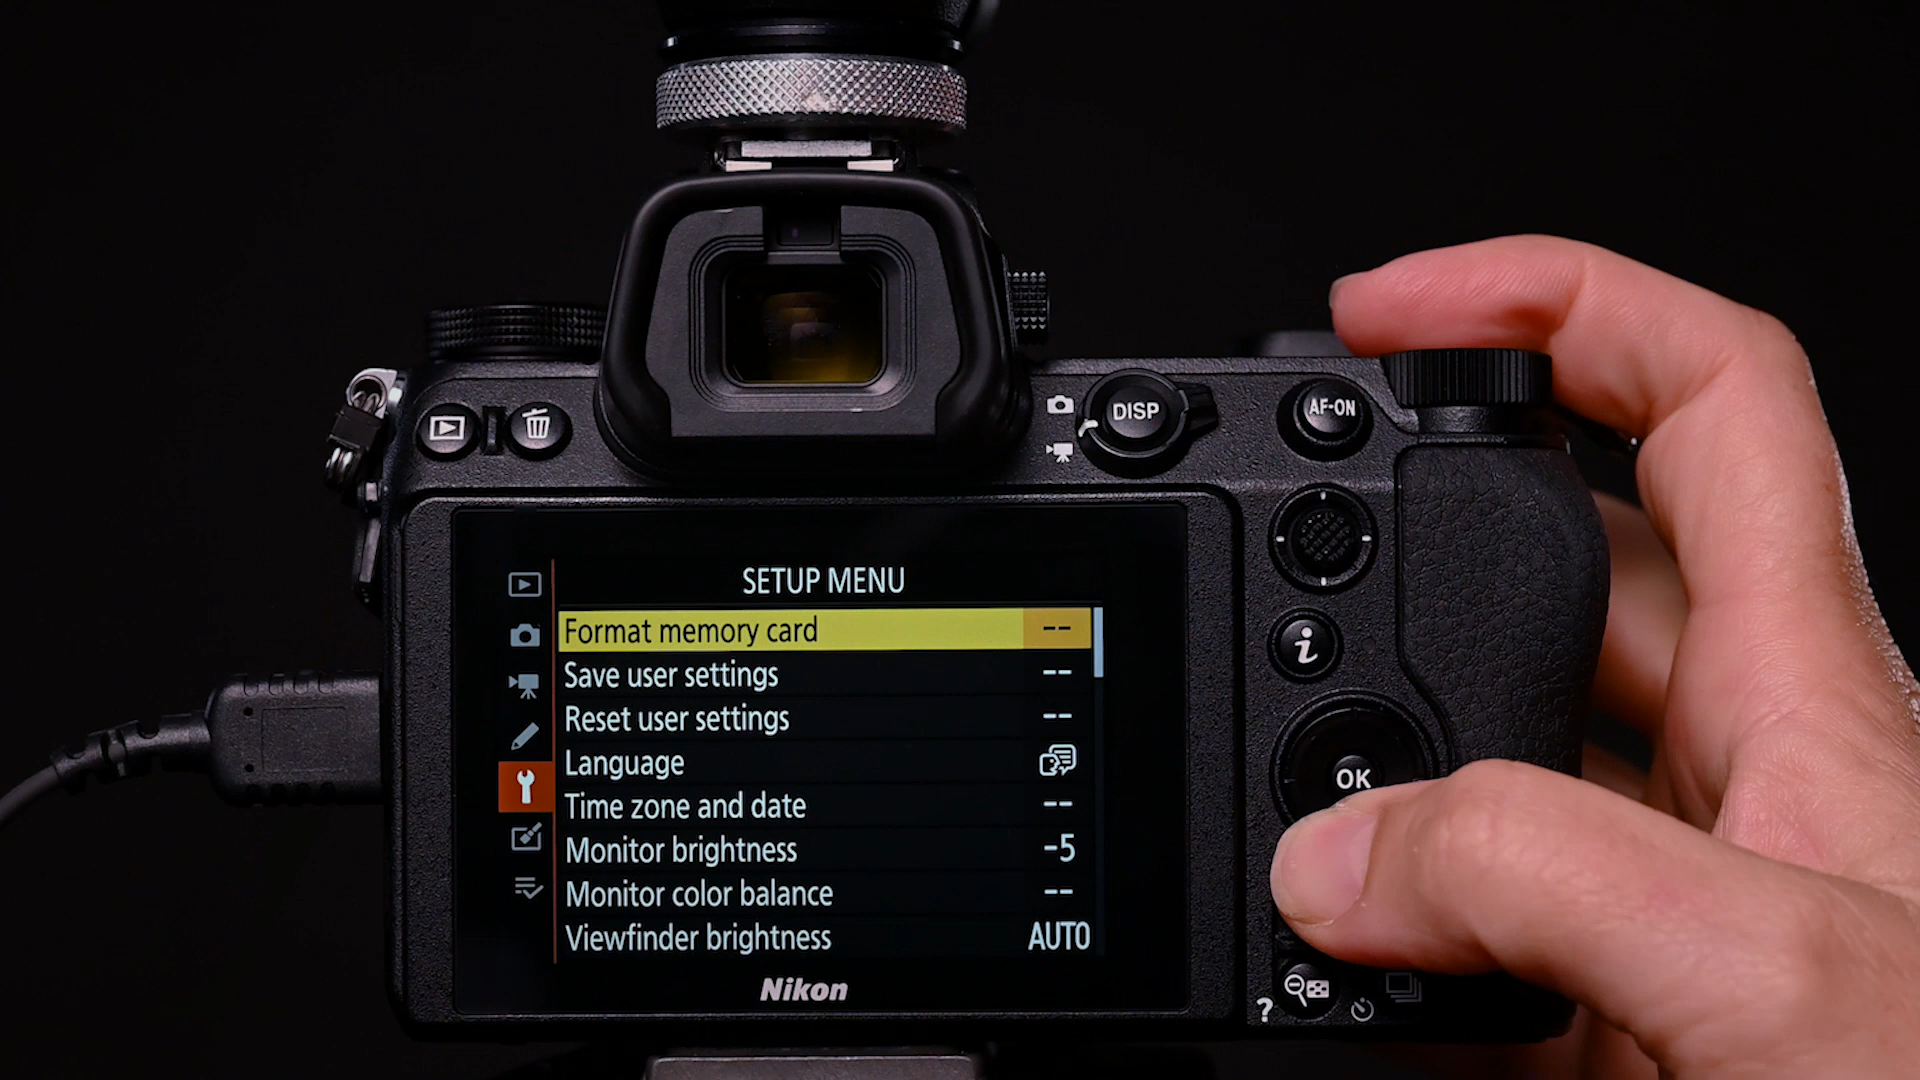 DISP
AF-ON
SETUP MENU
Format memory card --
Save user settings --
Reset user settings --
Language
Time zone and date --
Monitor brightness -5
Monitor color balance --
Viewfinder brightness AUTO
i
OK
Nikon
?